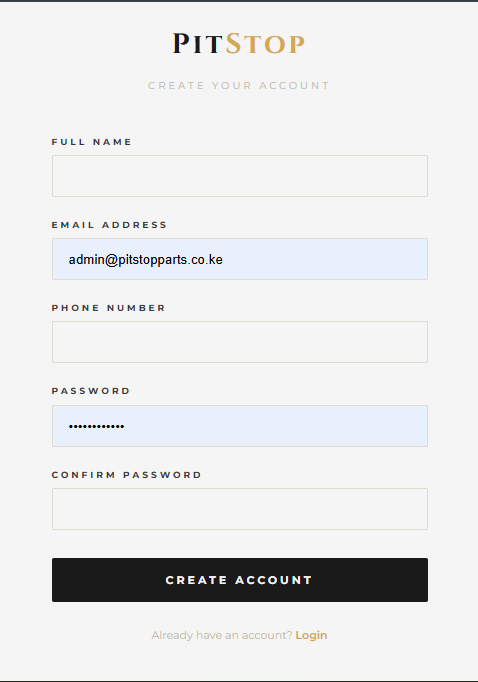 PITSTOP
CREATE YOUR ACCOUNT
FULL NAME
EMAIL ADDRESS
admin@pitstopparts.co.ke
PHONE NUMBER
PASSWORD
••••••••••••
CONFIRM PASSWORD
CREATE ACCOUNT
Already have an account? Login